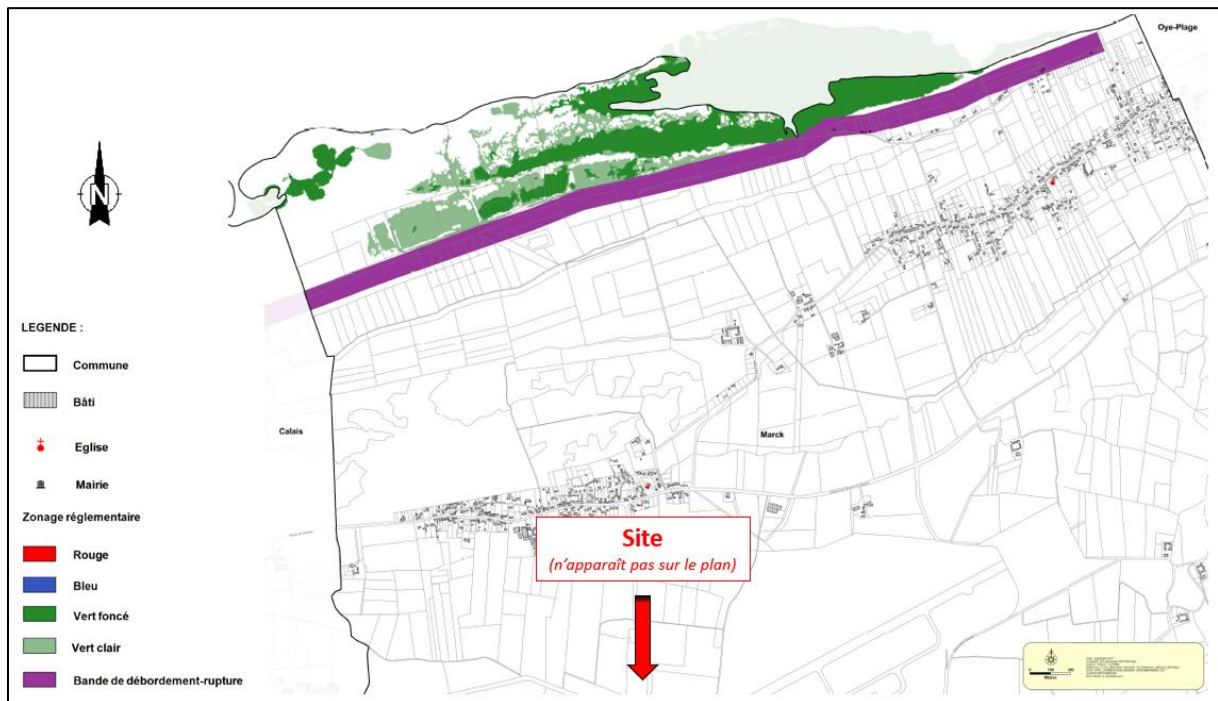 Oye-Plage
N
LEGENDE :
Commune
Bâti
Eglise
Mairie
Zonage réglementaire
Rouge
Bleu
Vert foncé
Vert clair
Bande de débordement-rupture
Calais
Marck
Site
(n'apparaît pas sur le plan)
Mètres